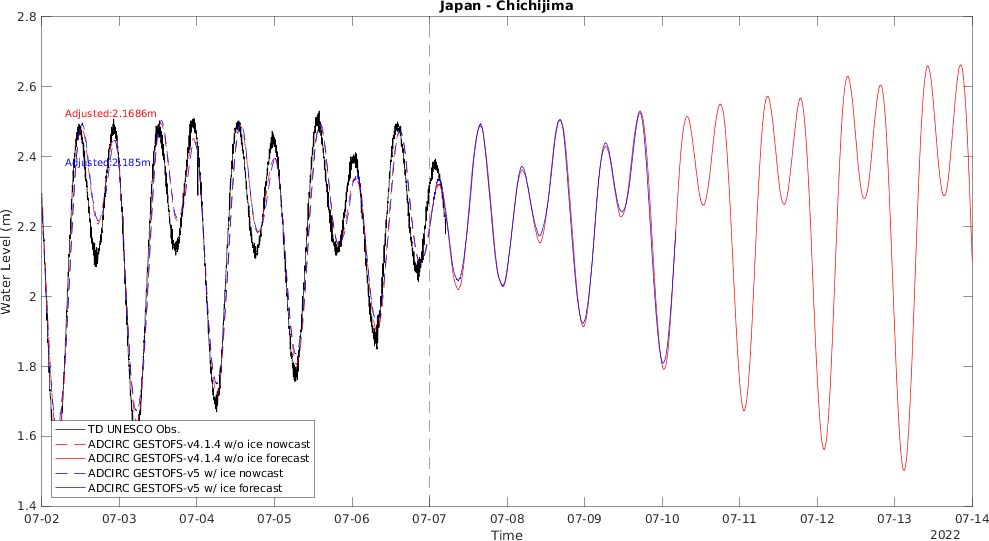 Japan - Chichijima
2.8
2.6
2.4
2.2
2
1.8
1.6
1.4
Water Level (m)
Adjusted:2.1686m
Adjusted:2.185m
TD UNESCO Obs.
ADCIRC GESTOFS-v4.1.4 w/o ice nowcast
ADCIRC GESTOFS-v4.1.4 w/o ice forecast
ADCIRC GESTOFS-v5 w/ ice nowcast
ADCIRC GESTOFS-v5 w/ ice forecast
07-02 07-03 07-04 07-05 07-06 07-07 07-08 07-09 07-10 07-11 07-12 07-13 07-14
Time
2022